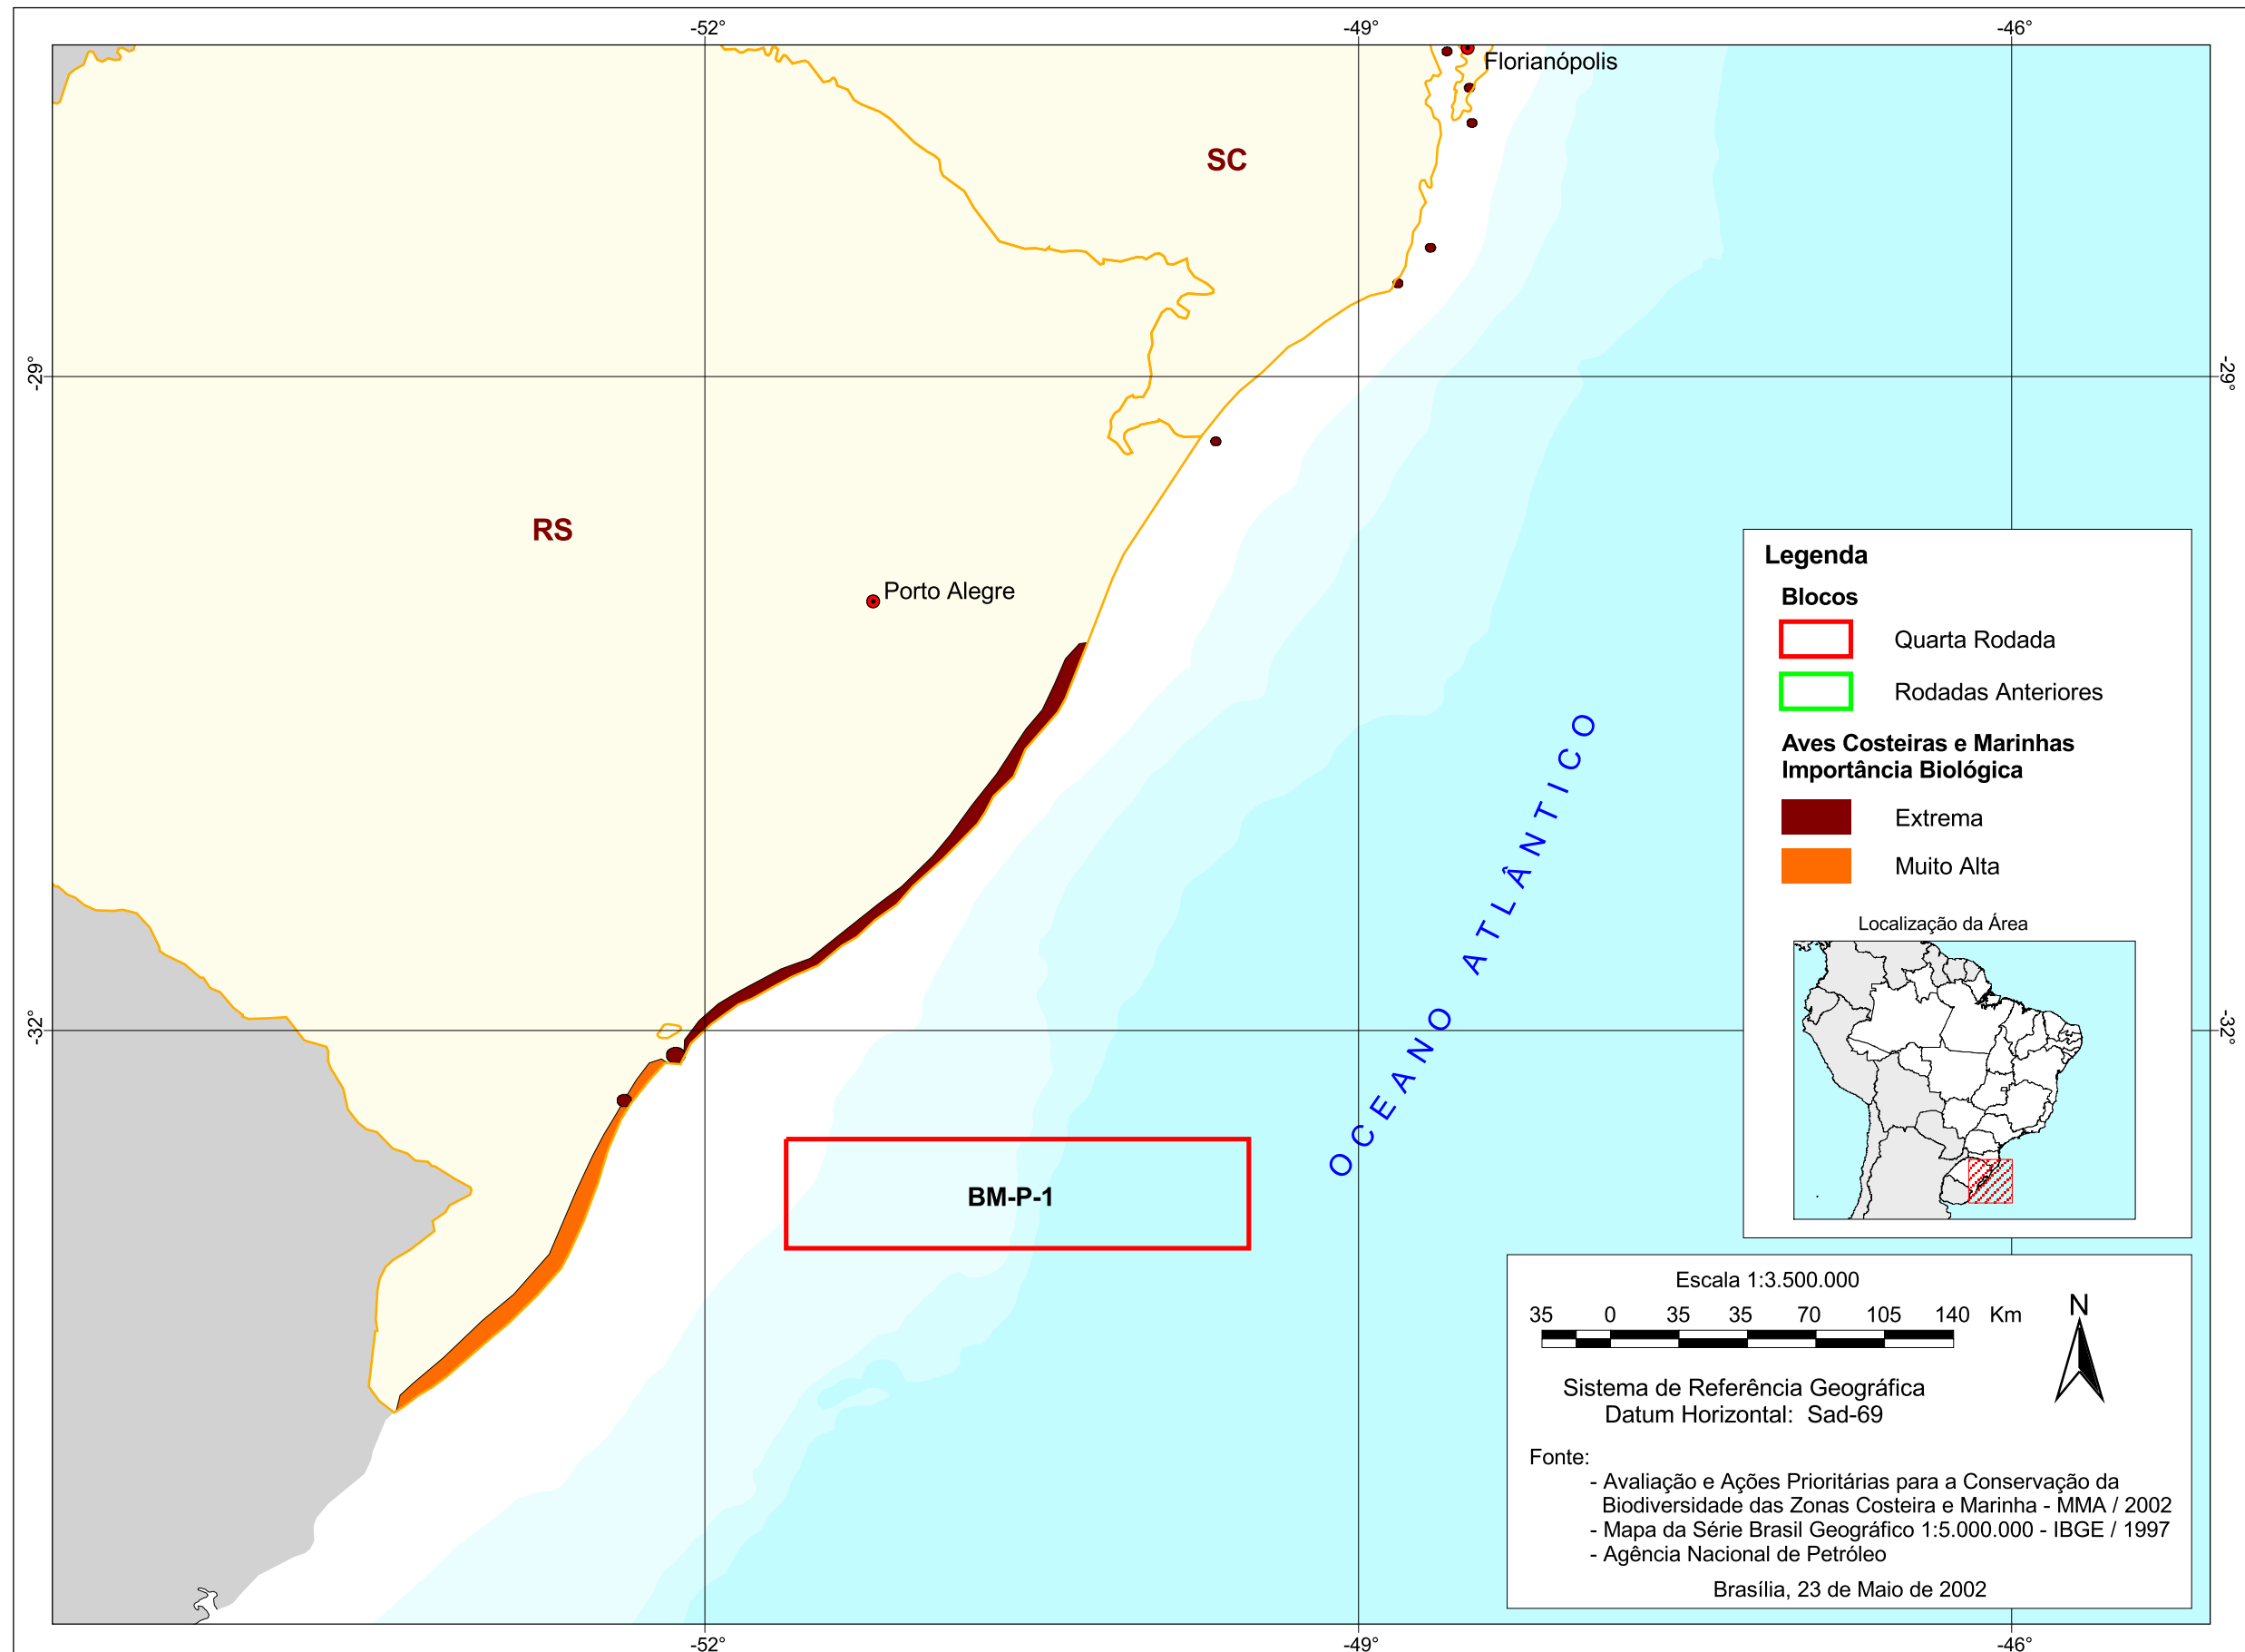 -52°
-49°
-46°
Florianópolis
SC
-29°
-29°
RS
Porto Alegre
Legenda
Blocos
Quarta Rodada
Rodadas Anteriores
Aves Costeiras e Marinhas
Importância Biológica
Extrema
Muito Alta
Localização da Área
OCEANO ATLÂNTICO
-32°
-32°
BM-P-1
Escala 1:3.500.000
35 0 35 35 70 105 140 Km
N
Sistema de Referência Geográfica
Datum Horizontal: Sad-69
Fonte:
- Avaliação e Ações Prioritárias para a Conservação da
Biodiversidade das Zonas Costeira e Marinha - MMA / 2002
- Mapa da Série Brasil Geográfico 1:5.000.000 - IBGE / 1997
- Agência Nacional de Petróleo
Brasília, 23 de Maio de 2002
-52°
-49°
-46°